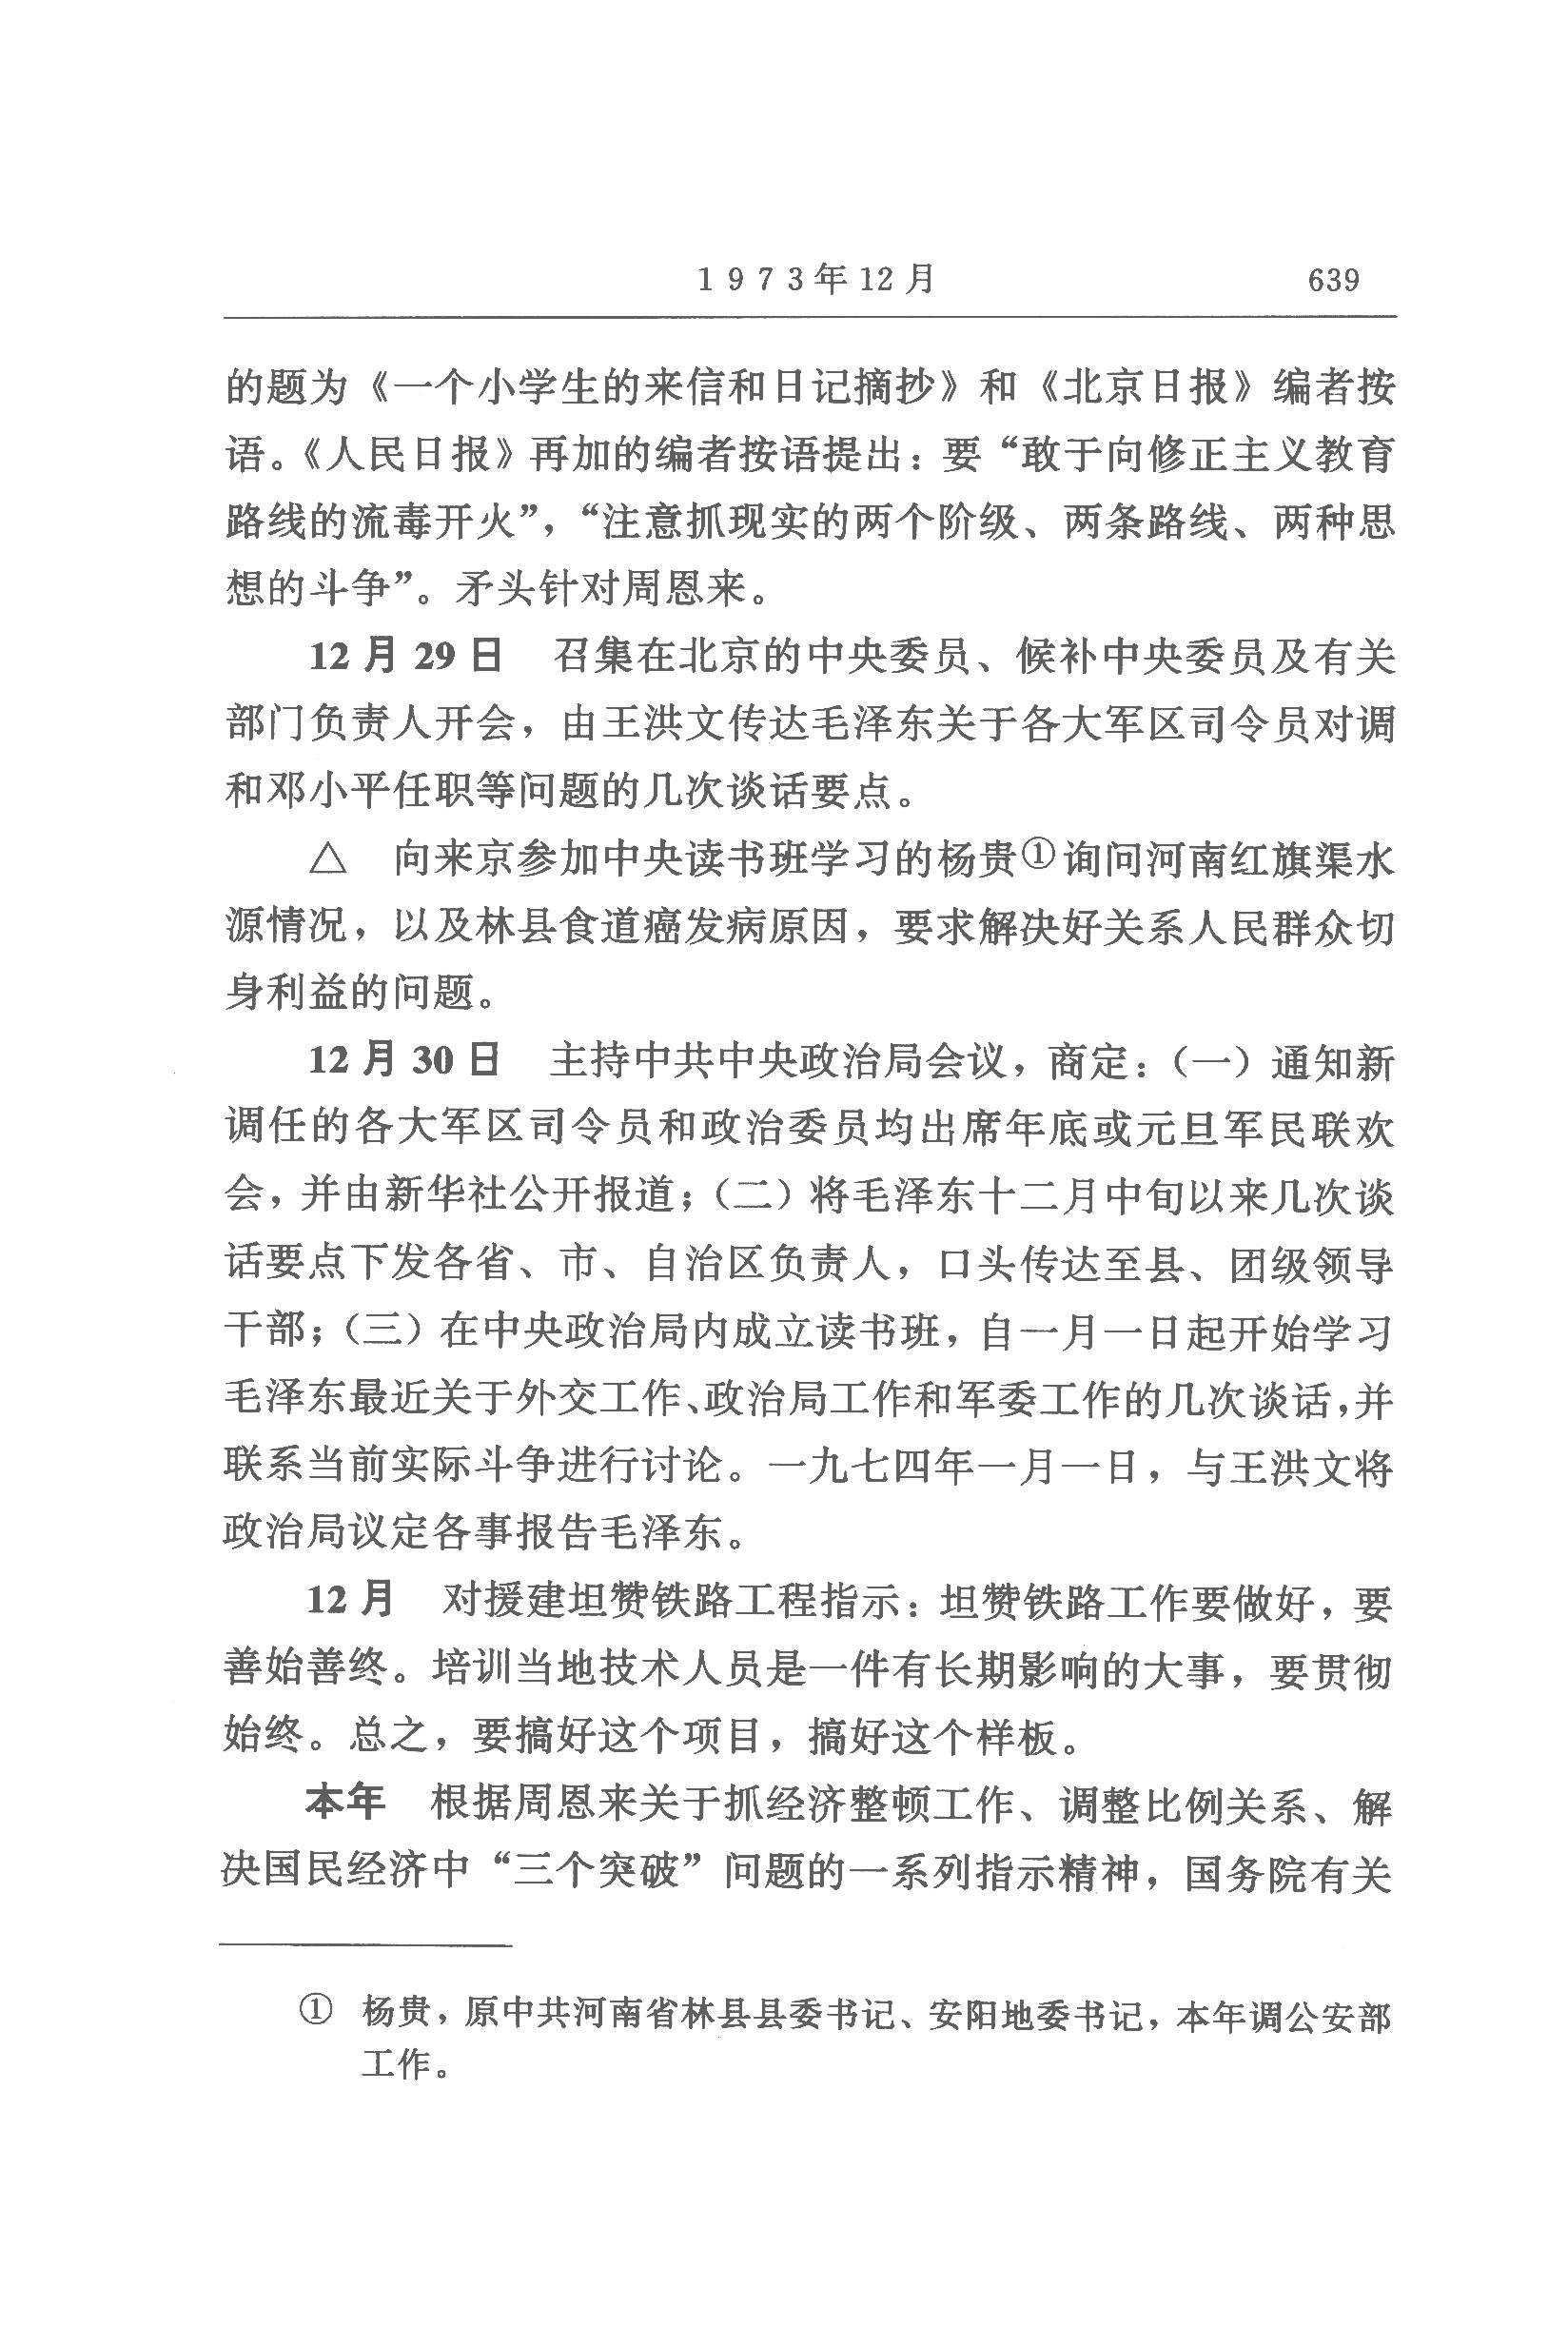 1973年12月 639
的题为《一个小学生的来信和日记摘抄》和《北京日报》编者按
语。《人民日报》再加的编者按语提出：要“敢于向修正主义教育
路线的流毒开火”，“注意抓现实的两个阶级、两条路线、两种思
想的斗争”。矛头针对周恩来。
12月29日 召集在北京的中央委员、候补中央委员及有关
部门负责人开会，由王洪文传达毛泽东关于各大军区司令员对调
和邓小平任职等问题的几次谈话要点。
△ 向来京参加中央读书班学习的杨贵①询问河南红旗渠水
源情况，以及林县食道癌发病原因，要求解决好关系人民群众切
身利益的问题。
12月30日 主持中共中央政治局会议，商定：（一）通知新
调任的各大军区司令员和政治委员均出席年底或元旦军民联欢
会，并由新华社公开报道；（二）将毛泽东十二月中旬以来几次谈
话要点下发各省、市、自治区负责人，口头传达至县、团级领导
干部；（三）在中央政治局内成立读书班，自一月一日起开始学习
毛泽东最近关于外交工作、政治局工作和军委工作的几次谈话，并
联系当前实际斗争进行讨论。一九七四年一月一日，与王洪文将
政治局议定各事报告毛泽东。
12月 对援建坦赞铁路工程指示：坦赞铁路工作要做好，要
善始善终。培训当地技术人员是一件有长期影响的大事，要贯彻
始终。总之，要搞好这个项目，搞好这个样板。
本年 根据周恩来关于抓经济整顿工作、调整比例关系、解
决国民经济中“三个突破”问题的一系列指示精神，国务院有关
① 杨贵，原中共河南省林县县委书记、安阳地委书记，本年调公安部
工作。